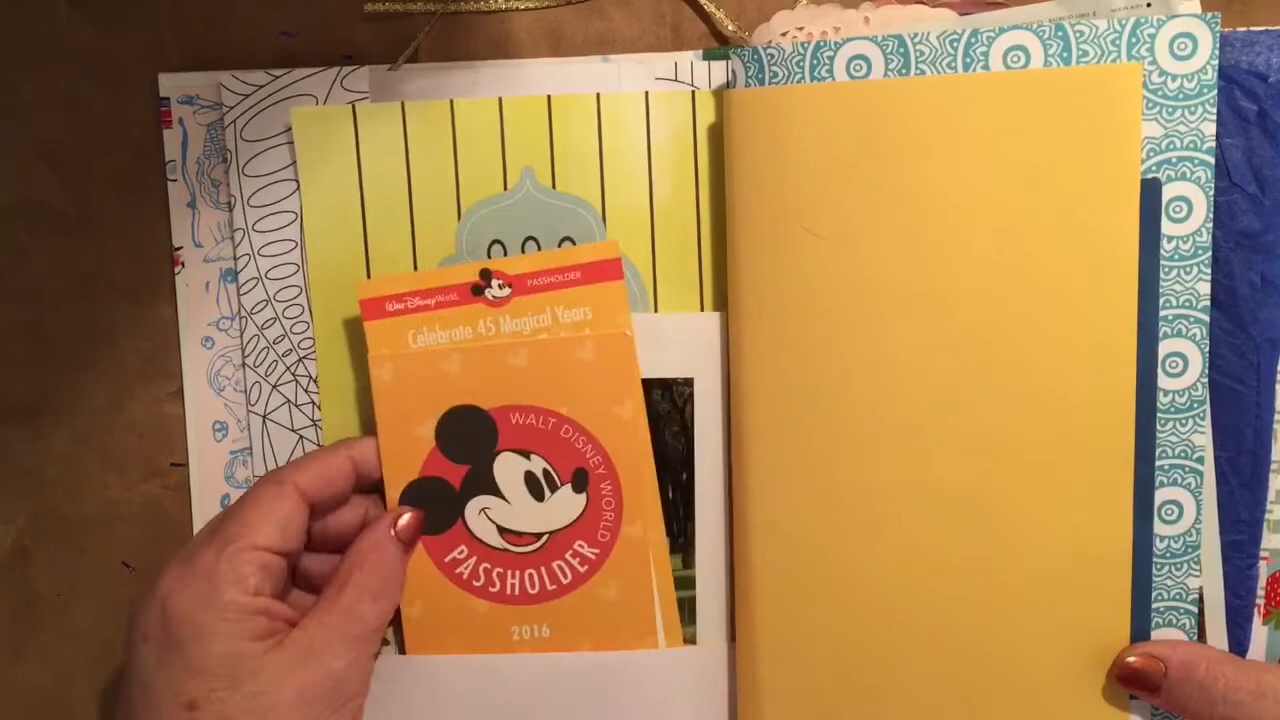 Walt Disney World PASSHOLDER
Celebrate 45 Magical Years
WALT DISNEY WORLD
PASSHOLDER
2016